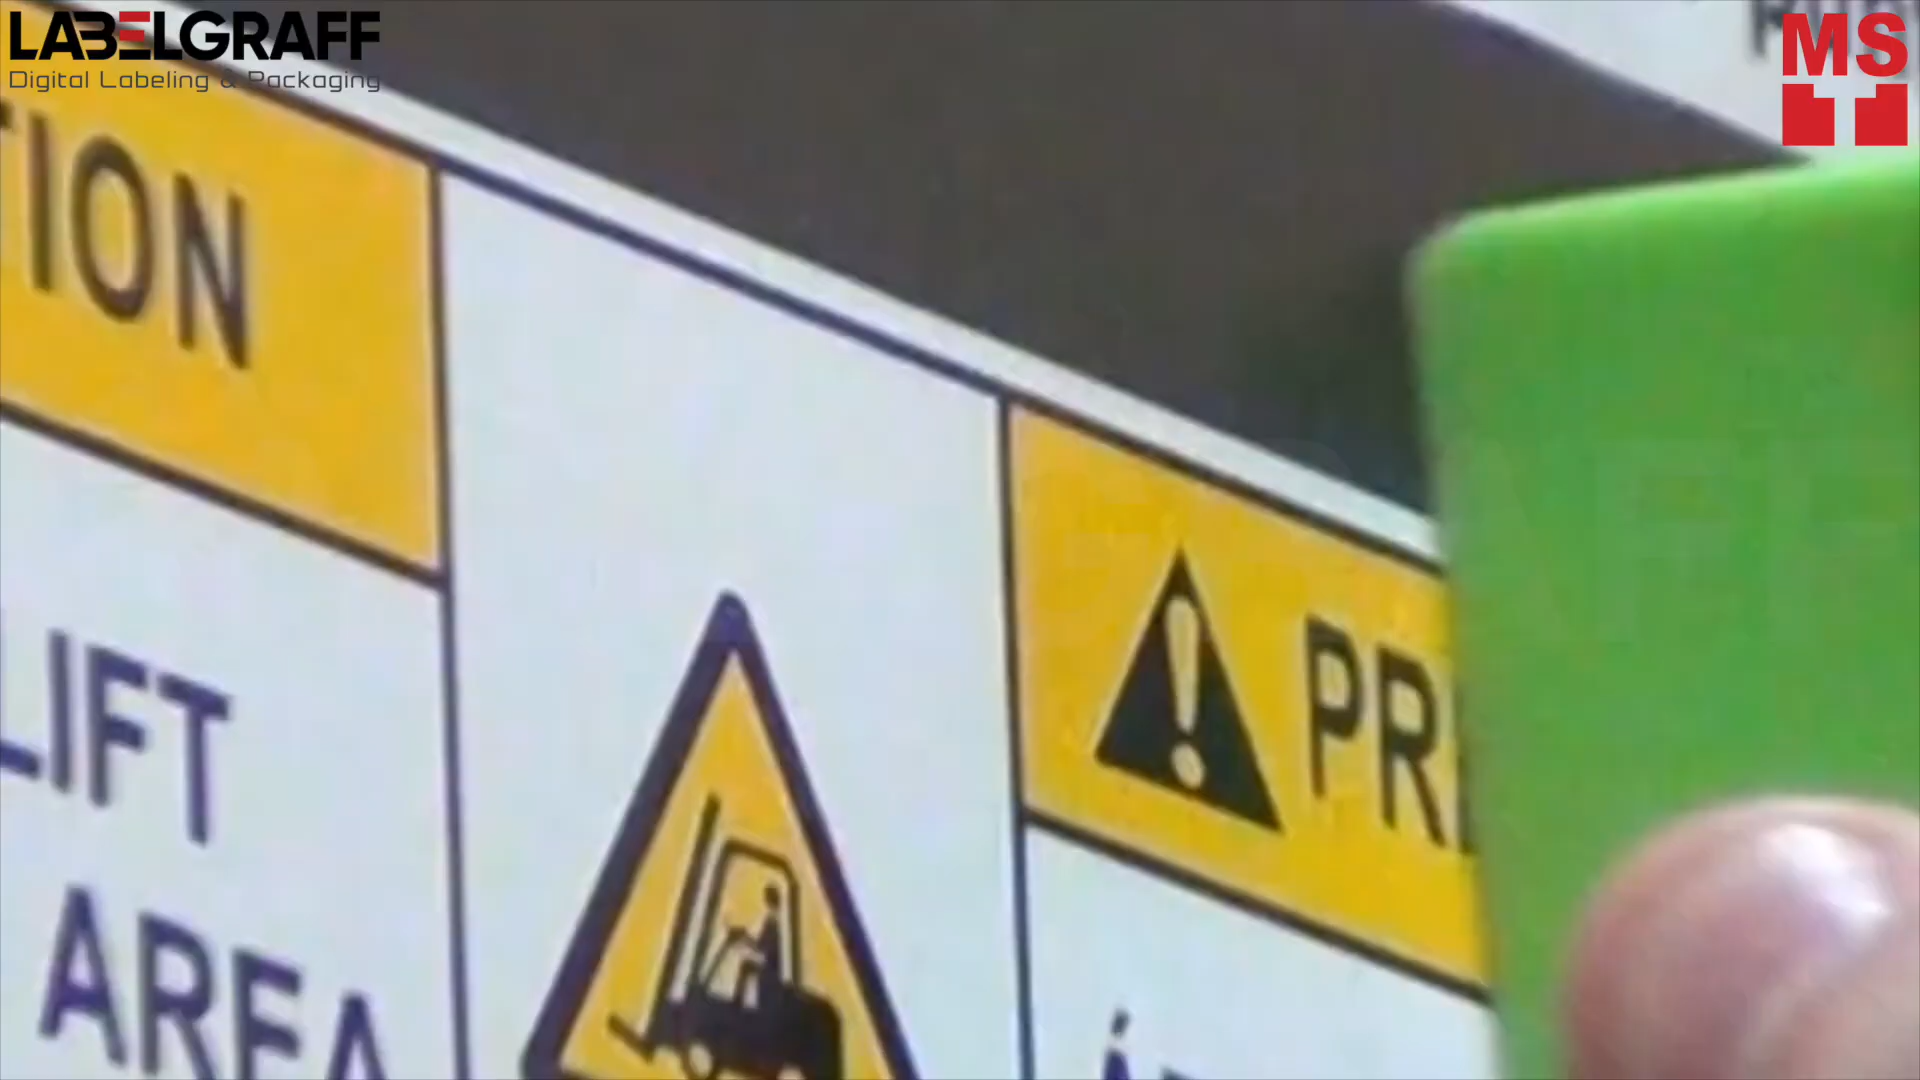 LABELGRAFF
Digital Labeling & Packaging
MS
TION
LIFT
AREA
PR